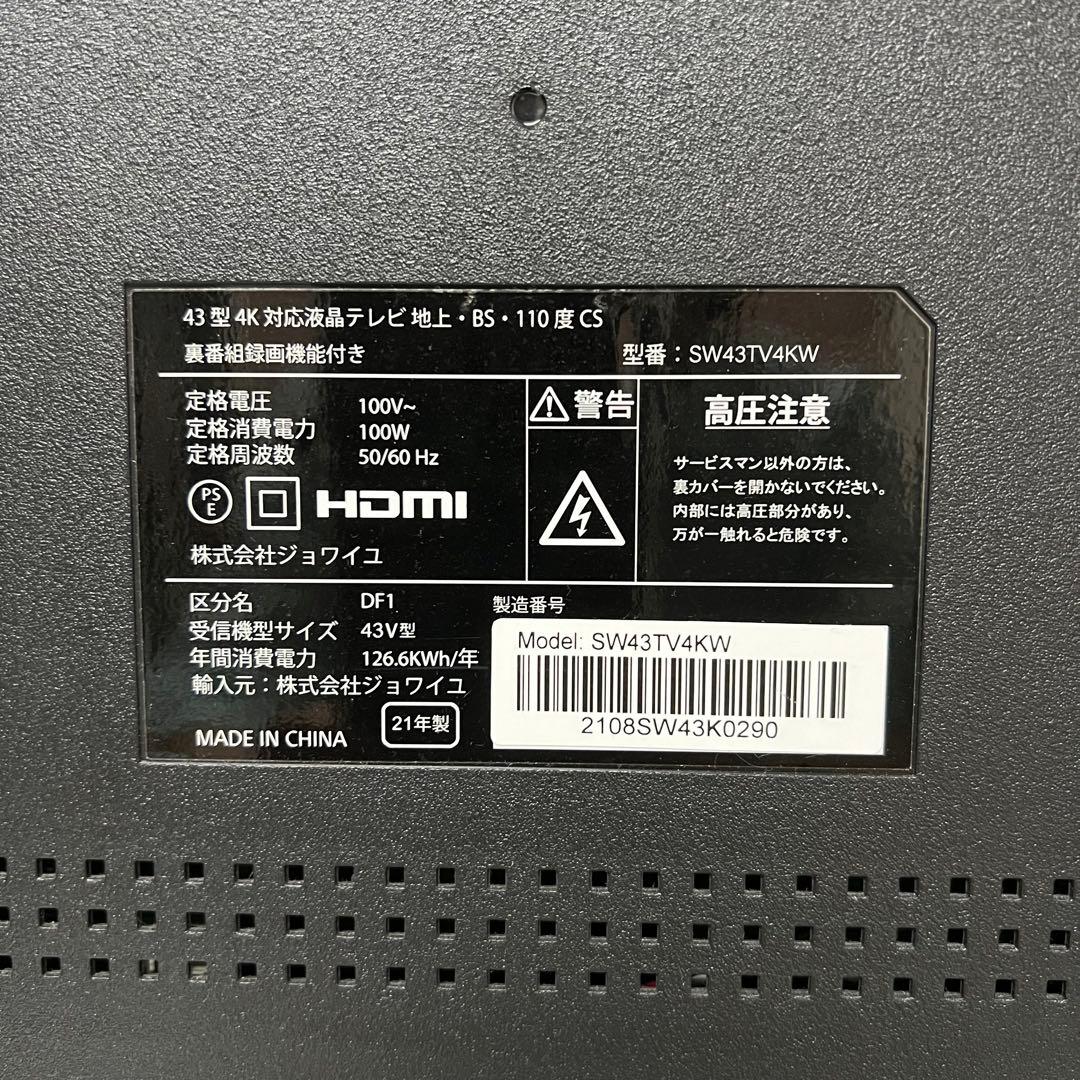 43型 4K 対応液晶テレビ 地上・BS・110度 CS
裏番組録画機能付き 型番：SW43TV4KW
定格電圧 100V~
定格消費電力 100W
定格周波数 50/60 Hz
PS
E
HDMI
株式会社ジョワイユ
警告
高圧注意
サービスマン以外の方は、
裏カバーを開かないでください。
内部には高圧部分があり、
万が一触れると危険です。
区分名 DF1
受信機型サイズ 43V型
年間消費電力 126.6KWh/年
輸入元：株式会社ジョワイユ
MADE IN CHINA
21年製
製造番号
Model: SW43TV4KW
2108SW43K0290